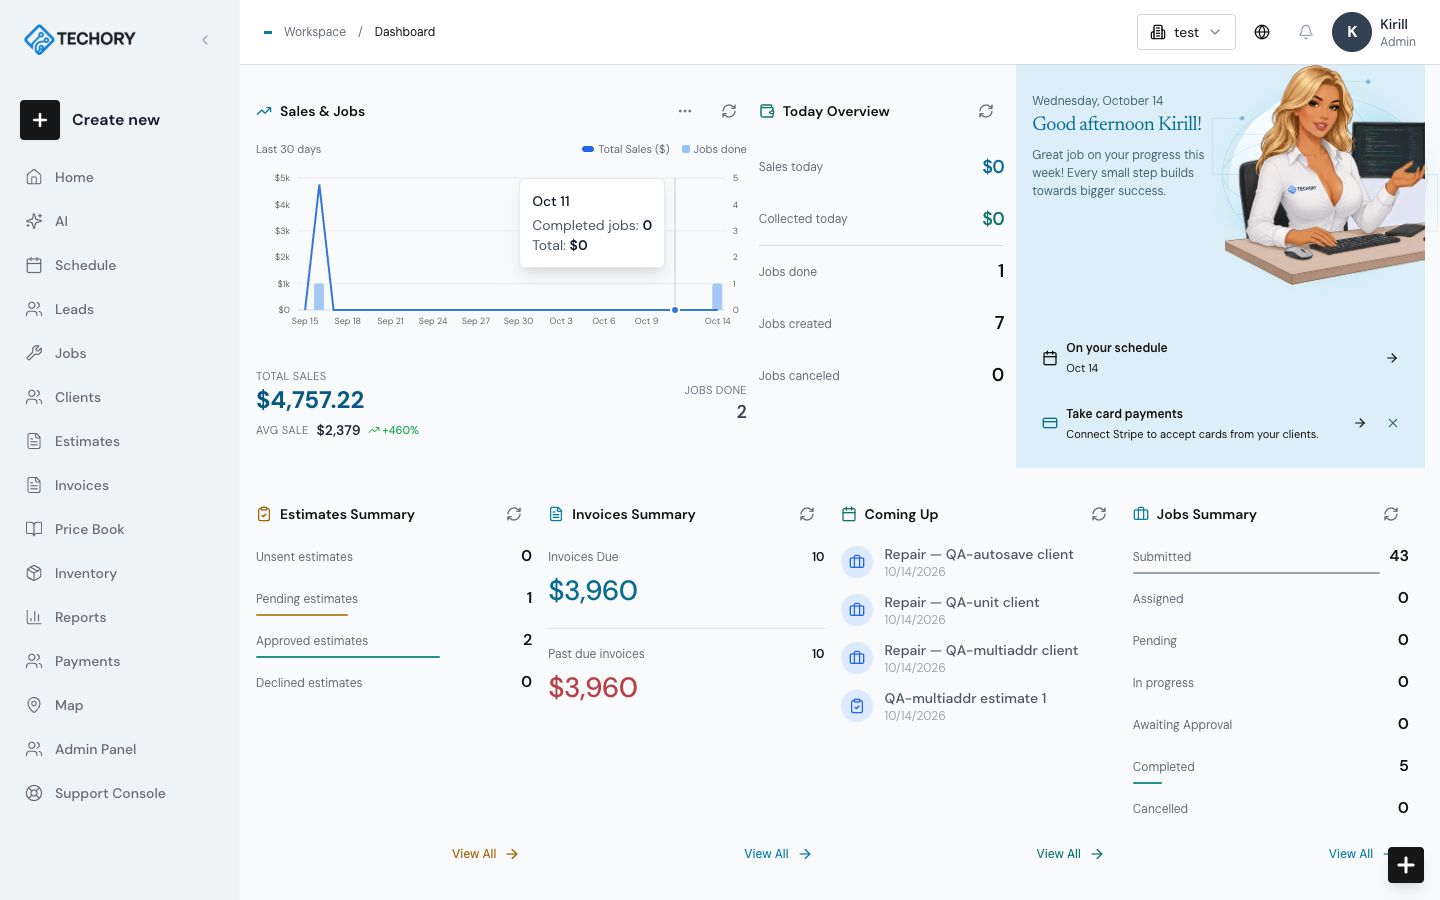 TECHORY
Workspace / Dashboard
test
K
Kirill
Admin
Create new
Home
AI
Schedule
Leads
Jobs
Clients
Estimates
Invoices
Price Book
Inventory
Reports
Payments
Map
Admin Panel
Support Console
Sales & Jobs
Last 30 days
Total Sales ($)
Jobs done
$5k
$4k
$3k
$2k
$1k
$0
5
4
3
2
1
0
Oct 11
Completed jobs: 0
Total: $0
Sep 15
Sep 18
Sep 21
Sep 24
Sep 27
Sep 30
Oct 3
Oct 6
Oct 9
Oct 14
TOTAL SALES
$4,757.22
AVG SALE $2,379 +460%
JOBS DONE
2
Today Overview
Sales today $0
Collected today $0
Jobs done 1
Jobs created 7
Jobs canceled 0
Wednesday, October 14
Good afternoon Kirill!
Great job on your progress this
week! Every small step builds
towards bigger success.
TECHORY
On your schedule
Oct 14
Take card payments
Connect Stripe to accept cards from your clients.
Estimates Summary
Unsent estimates 0
Pending estimates 1
Approved estimates 2
Declined estimates 0
View All
Invoices Summary
Invoices Due 10
$3,960
Past due invoices 10
$3,960
View All
Coming Up
Repair — QA-autosave client
10/14/2026
Repair — QA-unit client
10/14/2026
Repair — QA-multiaddr client
10/14/2026
QA-multiaddr estimate 1
10/14/2026
View All
Jobs Summary
Submitted 43
Assigned 0
Pending 0
In progress 0
Awaiting Approval 0
Completed 5
Cancelled 0
View All